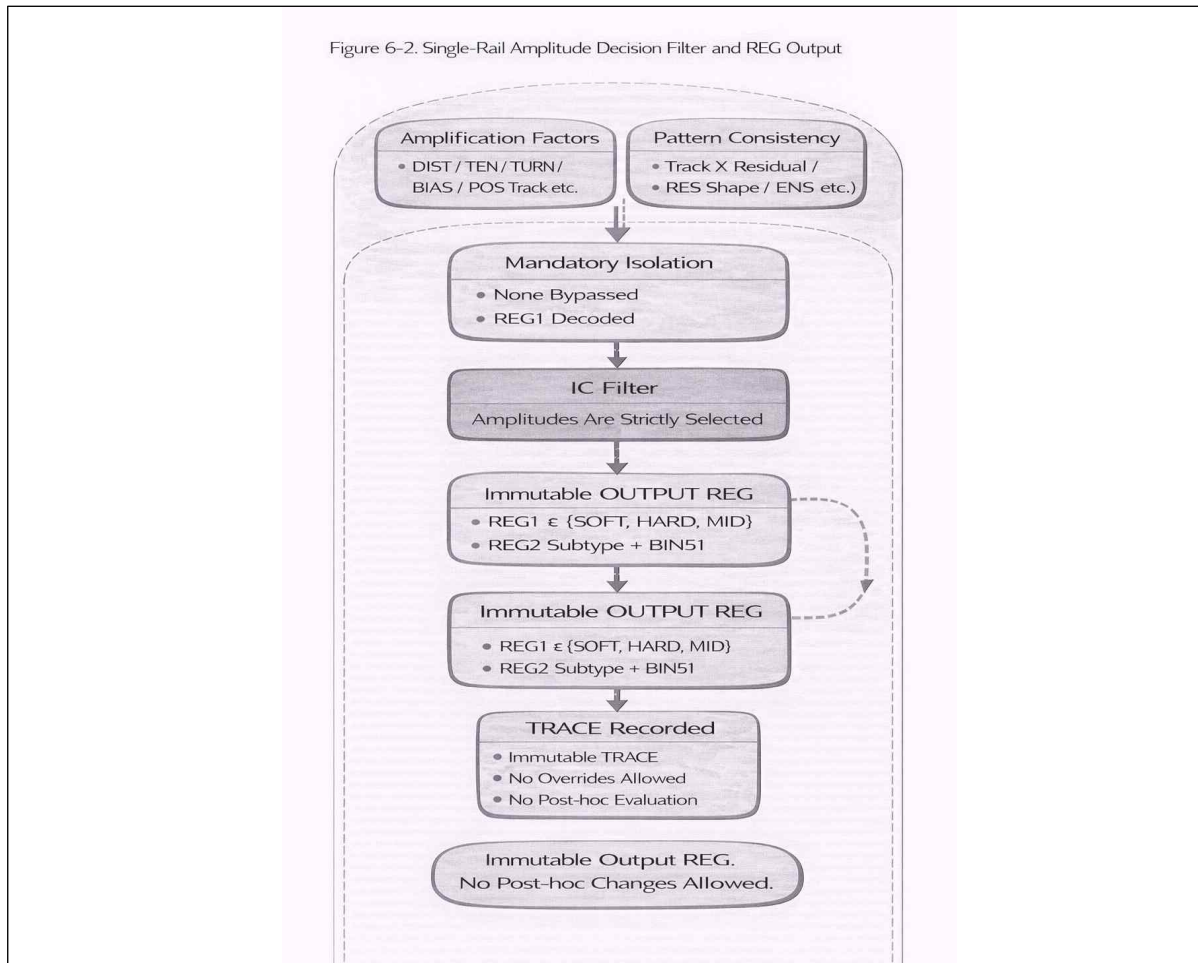 Figure 6-2. Single-Rail Amplitude Decision Filter and REG Output
Amplification Factors
• DIST / TEN / TURN /
BIAS / POS Track etc.
Pattern Consistency
• Track X Residual /
• RES Shape / ENS etc.)
Mandatory Isolation
• None Bypassed
• REG1 Decoded
IC Filter
Amplitudes Are Strictly Selected
Immutable OUTPUT REG
• REG1 ε {SOFT, HARD, MID}
• REG2 Subtype + BIN51
Immutable OUTPUT REG
• REG1 ε {SOFT, HARD, MID}
• REG2 Subtype + BIN51
TRACE Recorded
• Immutable TRACE
• No Overrides Allowed
• No Post-hoc Evaluation
Immutable Output REG.
No Post-hoc Changes Allowed.